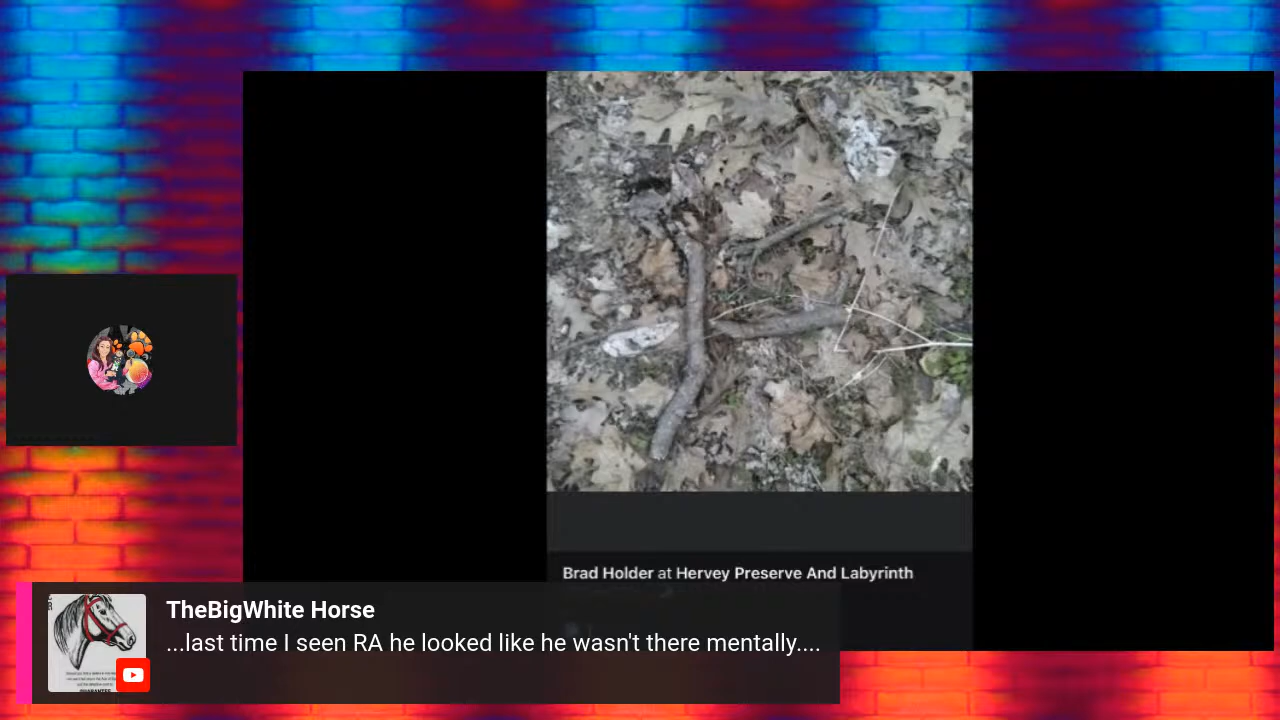 Brad Holder at Hervey Preserve And Labyrinth
TheBigWhite Horse
...last time I seen RA he looked like he wasn't there mentally....